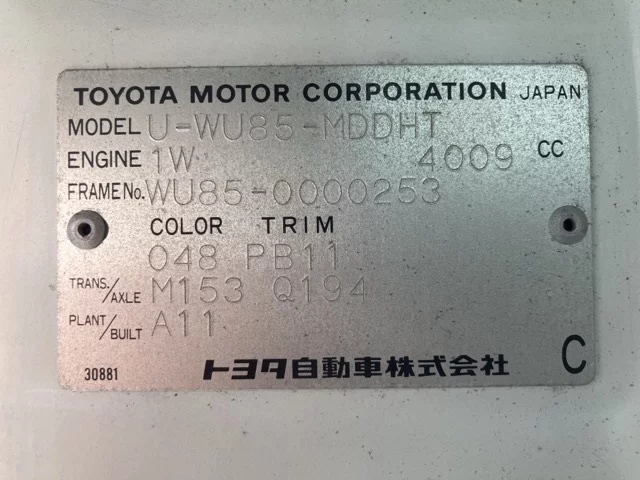 TOYOTA MOTOR CORPORATION JAPAN
MODEL U-WU85-MDDHT
ENGINE 1W 4009 CC
FRAME No. WU85-0000253
COLOR TRIM
048 PB11
TRANS./AXLE M153 Q194
PLANT/BUILT A11
30881 トヨタ自動車株式会社 C